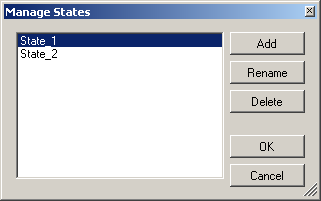 Manage States
State_1
State_2
Add
Rename
Delete
OK
Cancel